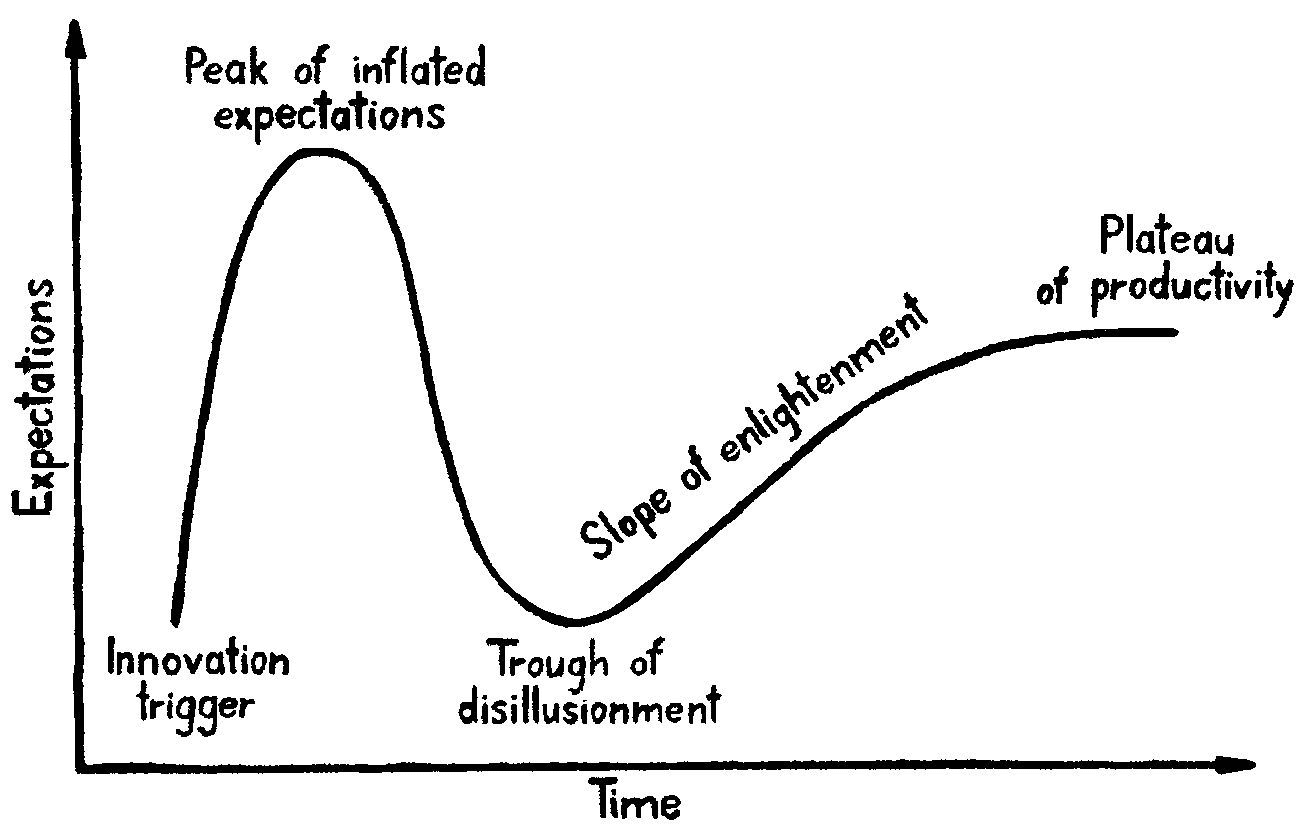 Peak of inflated
expectations
Plateau
of productivity
Expectations
Slope of enlightenment
Innovation
trigger
Trough of
disillusionment
Time